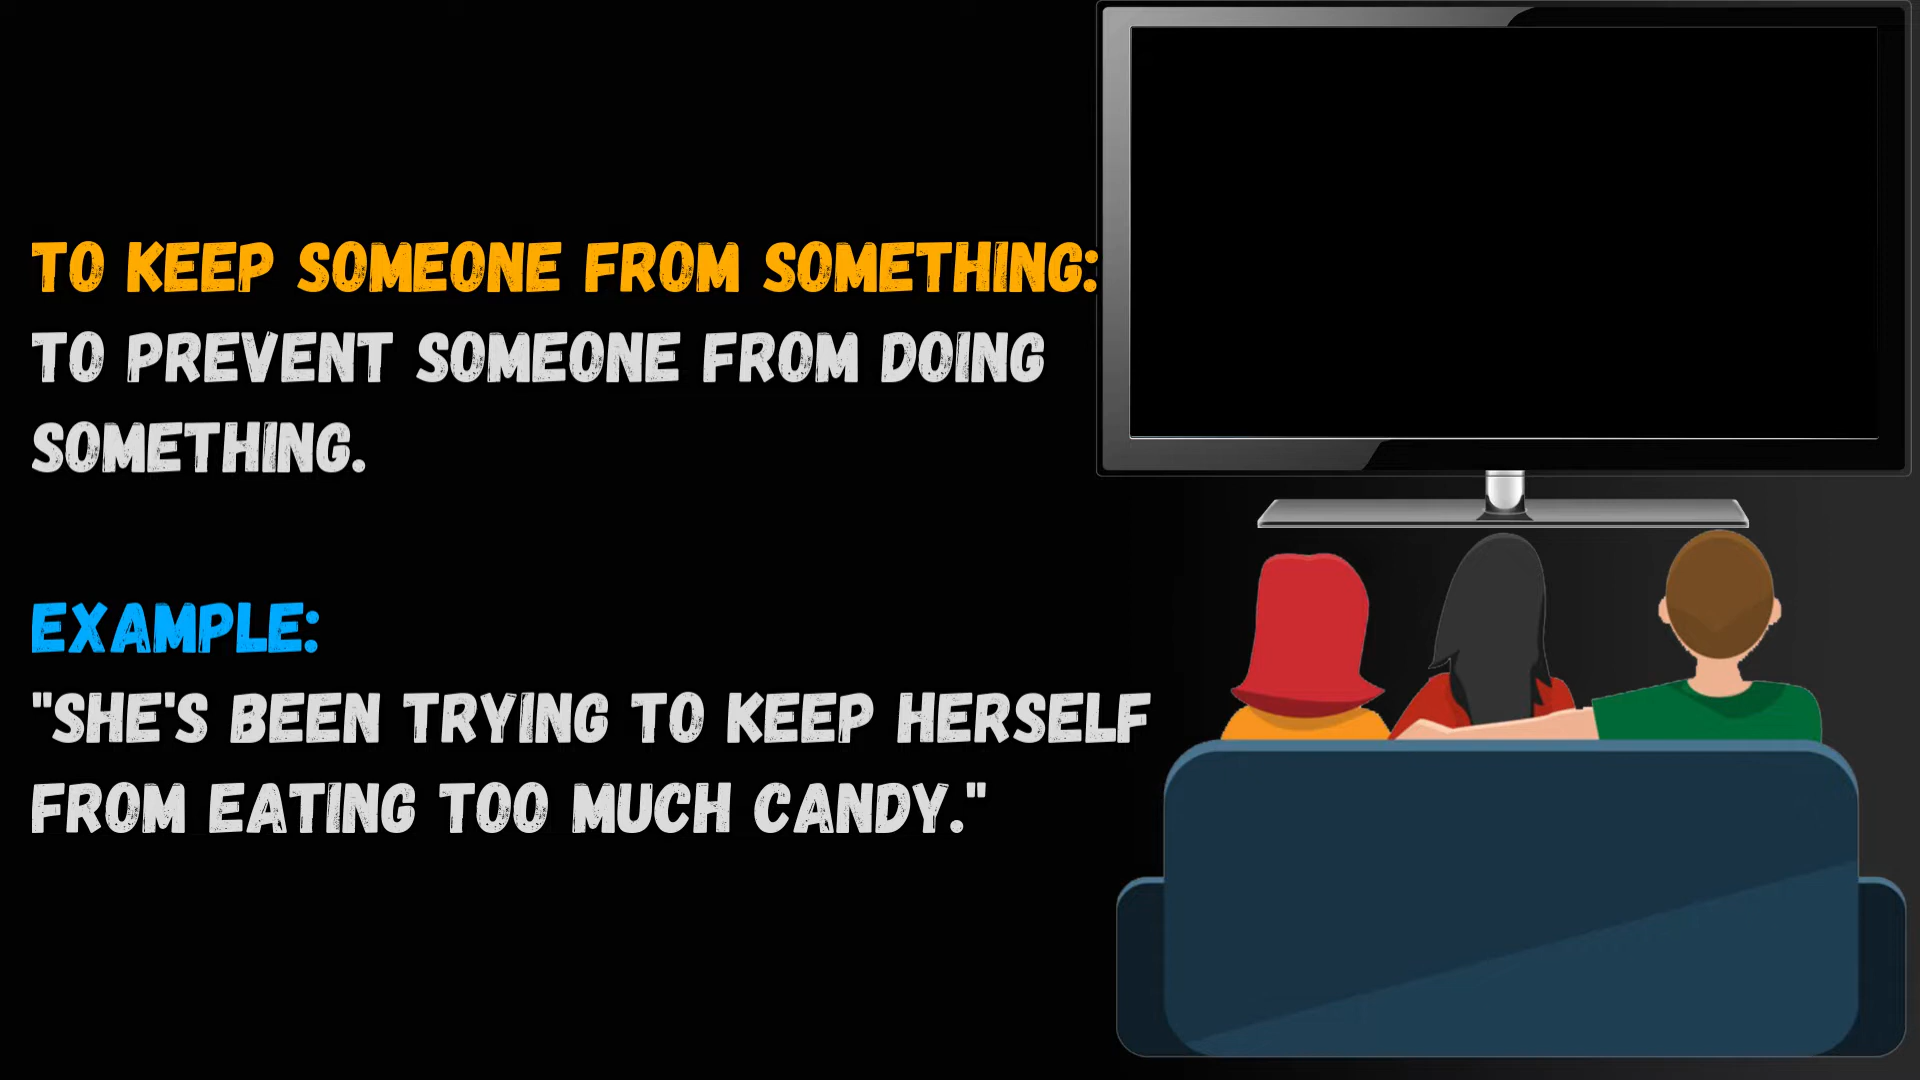 TO KEEP SOMEONE FROM SOMETHING:
TO PREVENT SOMEONE FROM DOING
SOMETHING.
EXAMPLE:
"SHE'S BEEN TRYING TO KEEP HERSELF
FROM EATING TOO MUCH CANDY."